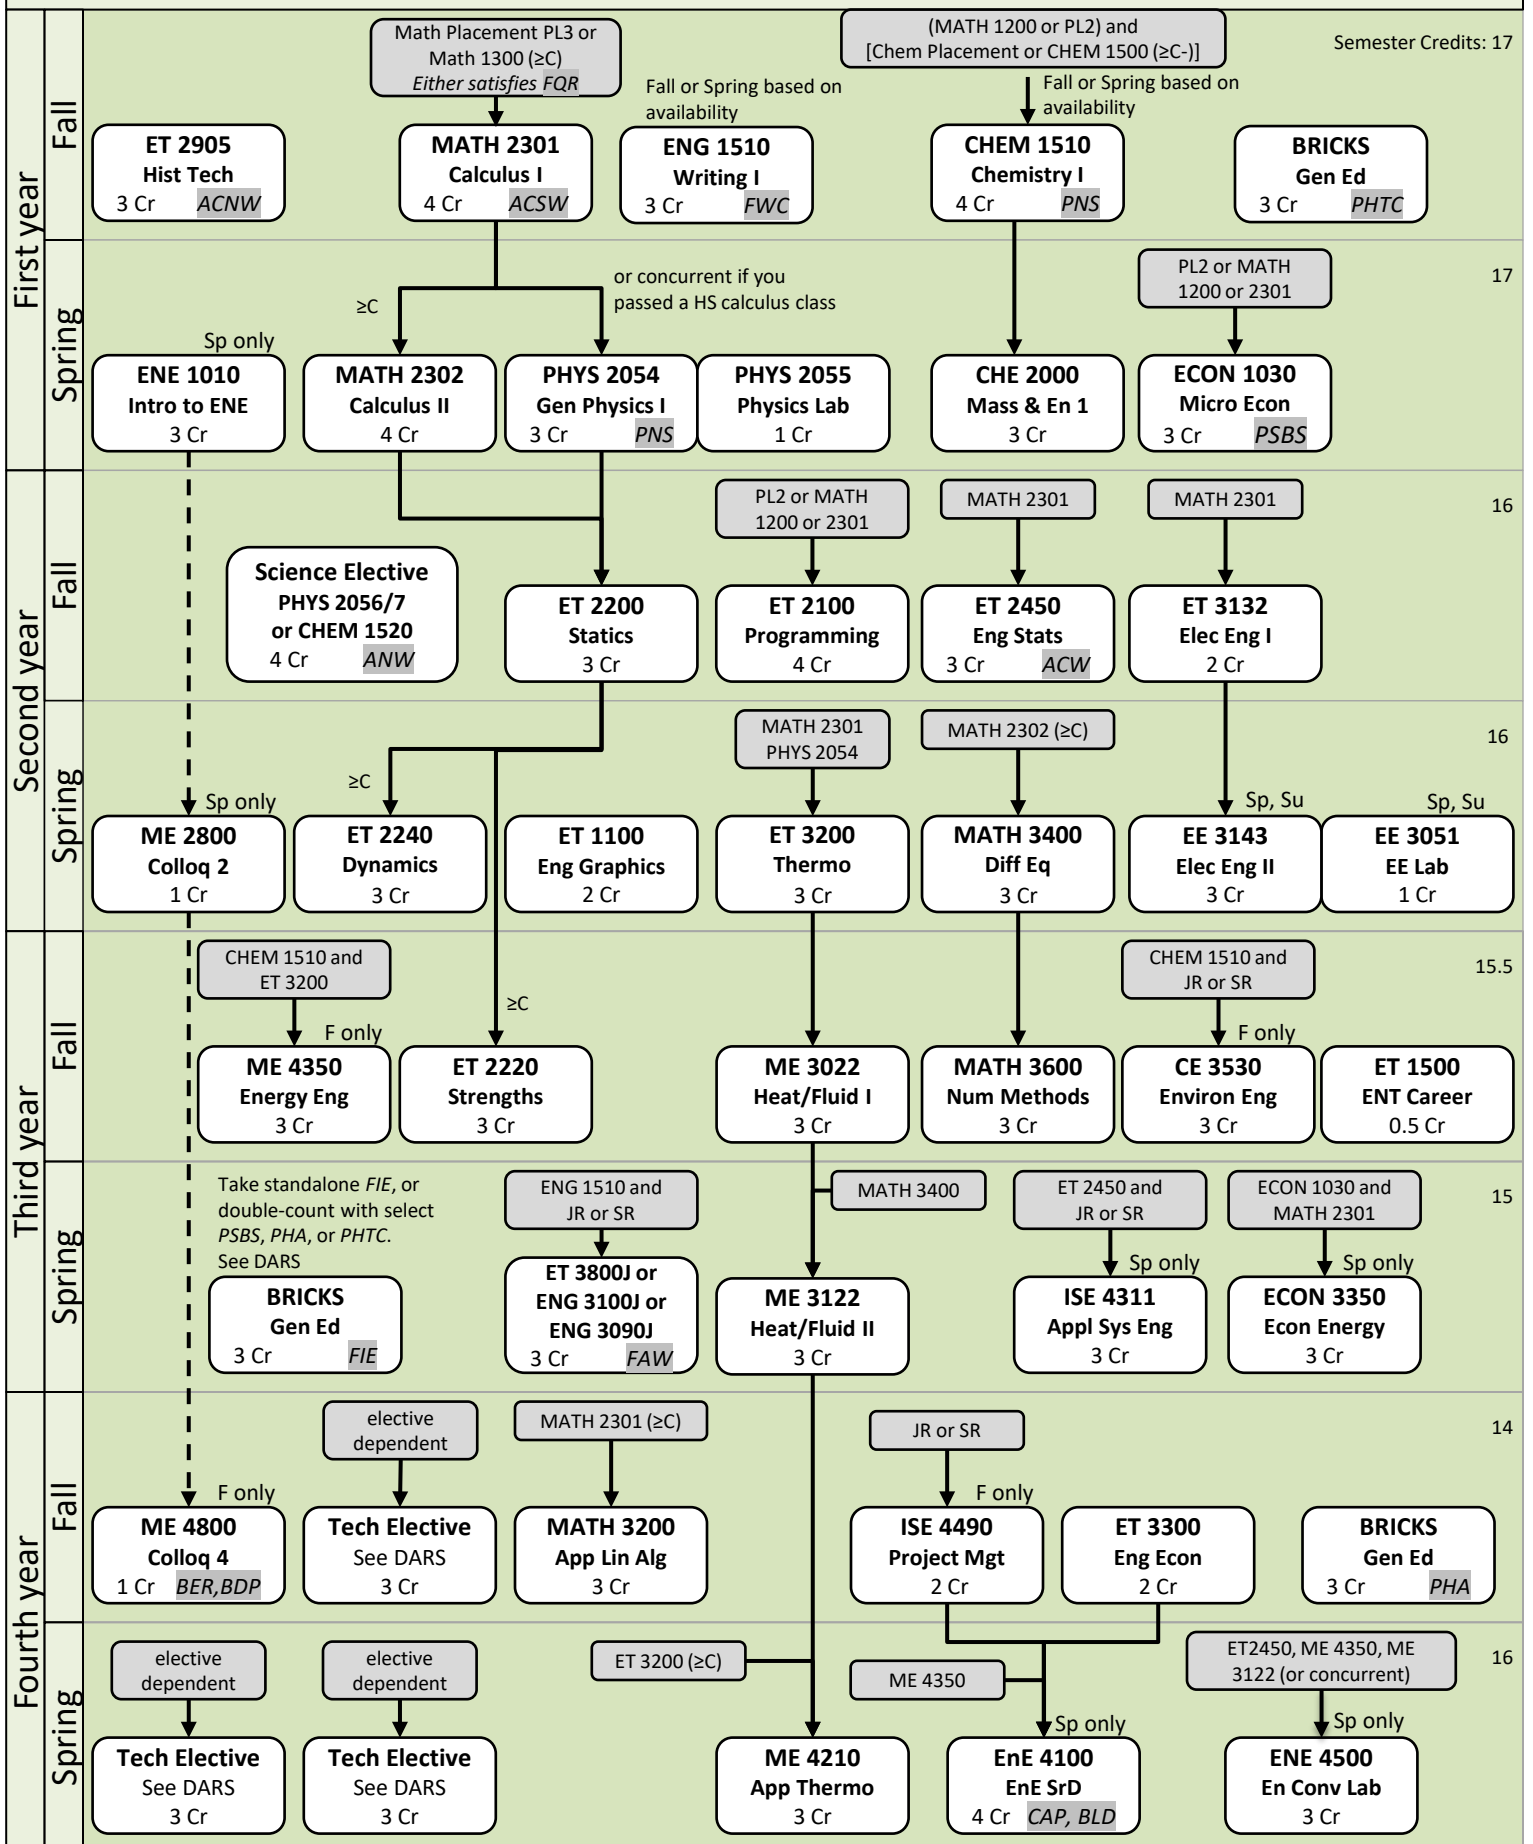 First year
Fall
Math Placement PL3 or
Math 1300 (≥C)
Either satisfies FQR
(MATH 1200 or PL2) and
[Chem Placement or CHEM 1500 (≥C-)]
Semester Credits: 17
Fall or Spring based on
availability
Fall or Spring based on
availability
ET 2905
Hist Tech
3 Cr ACNW
MATH 2301
Calculus I
4 Cr ACSW
ENG 1510
Writing I
3 Cr FWC
CHEM 1510
Chemistry I
4 Cr PNS
BRICKS
Gen Ed
3 Cr PHTC
Spring
17
≥C
or concurrent if you
passed a HS calculus class
PL2 or MATH
1200 or 2301
Sp only
ENE 1010
Intro to ENE
3 Cr
MATH 2302
Calculus II
4 Cr
PHYS 2054
Gen Physics I
3 Cr PNS
PHYS 2055
Physics Lab
1 Cr
CHE 2000
Mass & En 1
3 Cr
ECON 1030
Micro Econ
3 Cr PSBS
Second year
Fall
PL2 or MATH
1200 or 2301
MATH 2301
MATH 2301
16
Science Elective
PHYS 2056/7
or CHEM 1520
4 Cr ANW
ET 2200
Statics
3 Cr
ET 2100
Programming
4 Cr
ET 2450
Eng Stats
3 Cr ACW
ET 3132
Elec Eng I
2 Cr
Spring
MATH 2301
PHYS 2054
MATH 2302 (≥C)
16
≥C
Sp only
Sp, Su
Sp, Su
ME 2800
Colloq 2
1 Cr
ET 2240
Dynamics
3 Cr
ET 1100
Eng Graphics
2 Cr
ET 3200
Thermo
3 Cr
MATH 3400
Diff Eq
3 Cr
EE 3143
Elec Eng II
3 Cr
EE 3051
EE Lab
1 Cr
Third year
Fall
CHEM 1510 and
ET 3200
CHEM 1510 and
JR or SR
15.5
≥C
F only
F only
ME 4350
Energy Eng
3 Cr
ET 2220
Strengths
3 Cr
ME 3022
Heat/Fluid I
3 Cr
MATH 3600
Num Methods
3 Cr
CE 3530
Environ Eng
3 Cr
ET 1500
ENT Career
0.5 Cr
Spring
Take standalone FIE, or
double-count with select
PSBS, PHA, or PHTC.
See DARS
ENG 1510 and
JR or SR
MATH 3400
ET 2450 and
JR or SR
ECON 1030 and
MATH 2301
15
Sp only
Sp only
BRICKS
Gen Ed
3 Cr FIE
ET 3800J or
ENG 3100J or
ENG 3090J
3 Cr FAW
ME 3122
Heat/Fluid II
3 Cr
ISE 4311
Appl Sys Eng
3 Cr
ECON 3350
Econ Energy
3 Cr
Fourth year
Fall
elective
dependent
MATH 2301 (≥C)
JR or SR
14
F only
F only
ME 4800
Colloq 4
1 Cr BER,BDP
Tech Elective
See DARS
3 Cr
MATH 3200
App Lin Alg
3 Cr
ISE 4490
Project Mgt
2 Cr
ET 3300
Eng Econ
2 Cr
BRICKS
Gen Ed
3 Cr PHA
Spring
elective
dependent
elective
dependent
ET 3200 (≥C)
ME 4350
ET2450, ME 4350, ME
3122 (or concurrent)
16
Sp only
Sp only
Tech Elective
See DARS
3 Cr
Tech Elective
See DARS
3 Cr
ME 4210
App Thermo
3 Cr
EnE 4100
EnE SrD
4 Cr CAP, BLD
ENE 4500
En Conv Lab
3 Cr